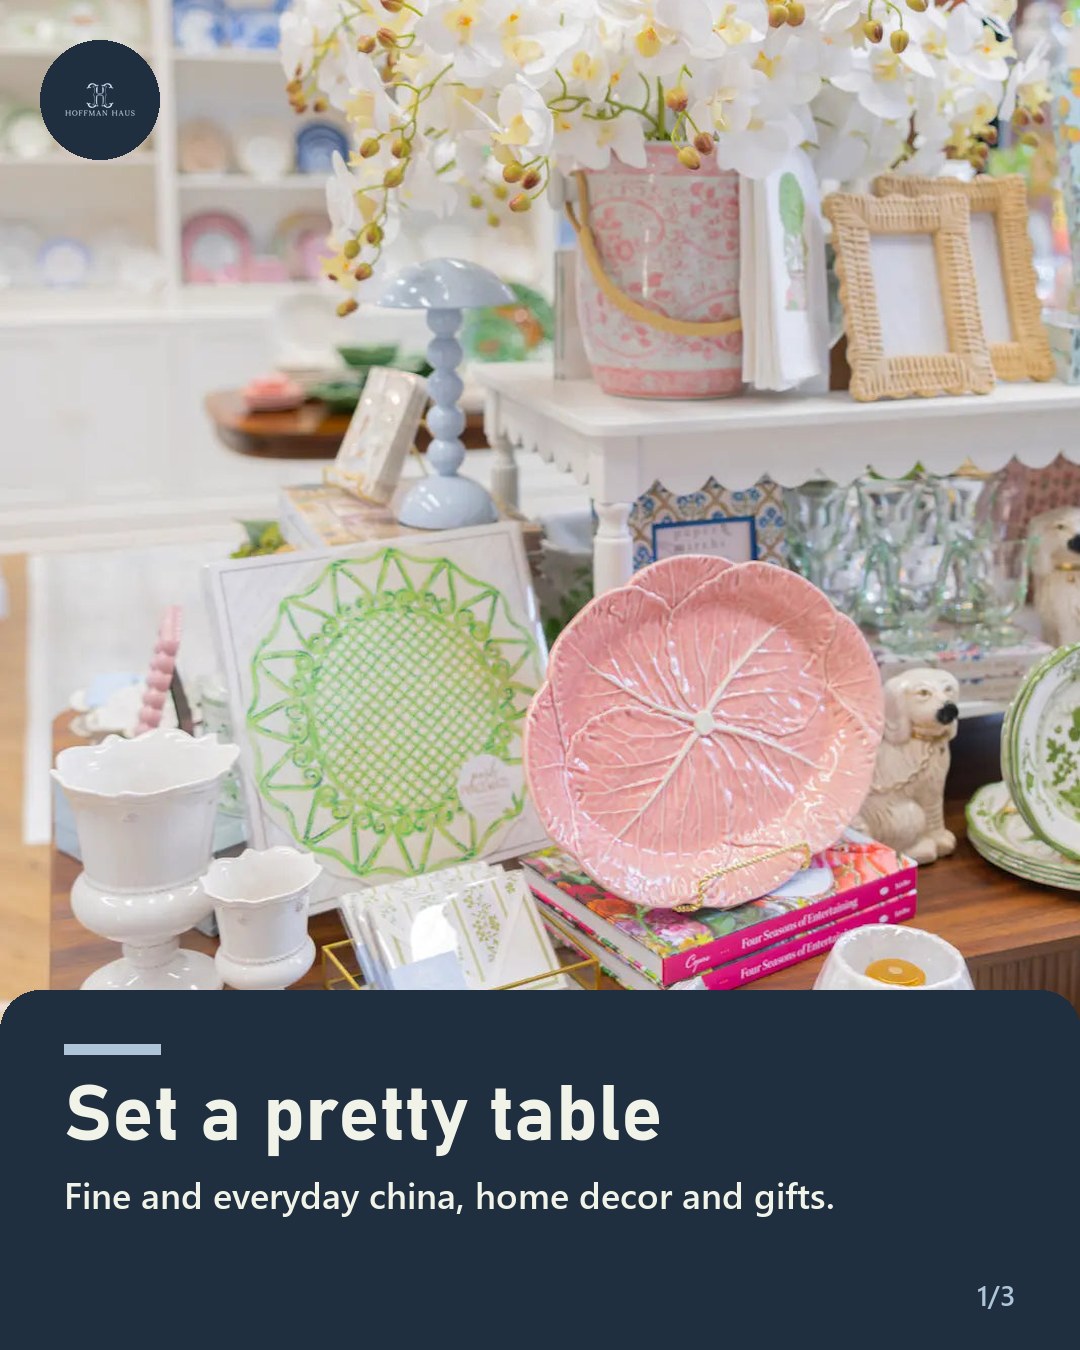 HOFFMAN HAUS
Four Seasons of Entertaining
Four Seasons of Entertaining
Set a pretty table
Fine and everyday china, home decor and gifts.
1/3